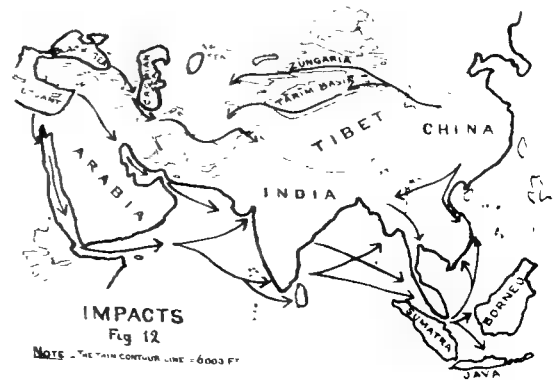 ZUNGARIA
CASPIAN
TARIM BASIN
TIBET
CHINA
ARABIA
INDIA
IMPACTS
Fig 12
NOTE - THE THIN CONTOUR LINE = 6000 FT
SUMATRA
BORNEO
JAVA